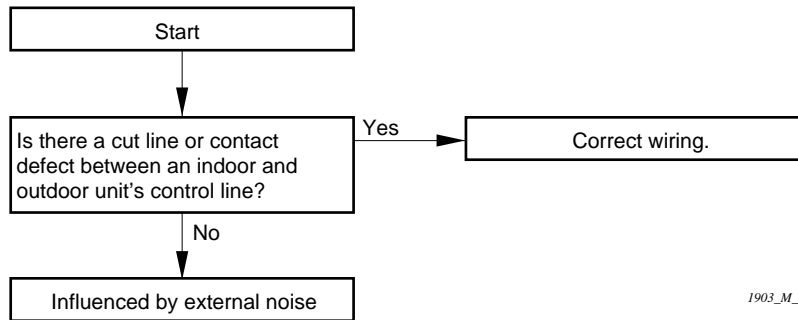 Start
Is there a cut line or contact
defect between an indoor and
outdoor unit's control line?
Yes
Correct wiring.
No
Influenced by external noise
1903_M_